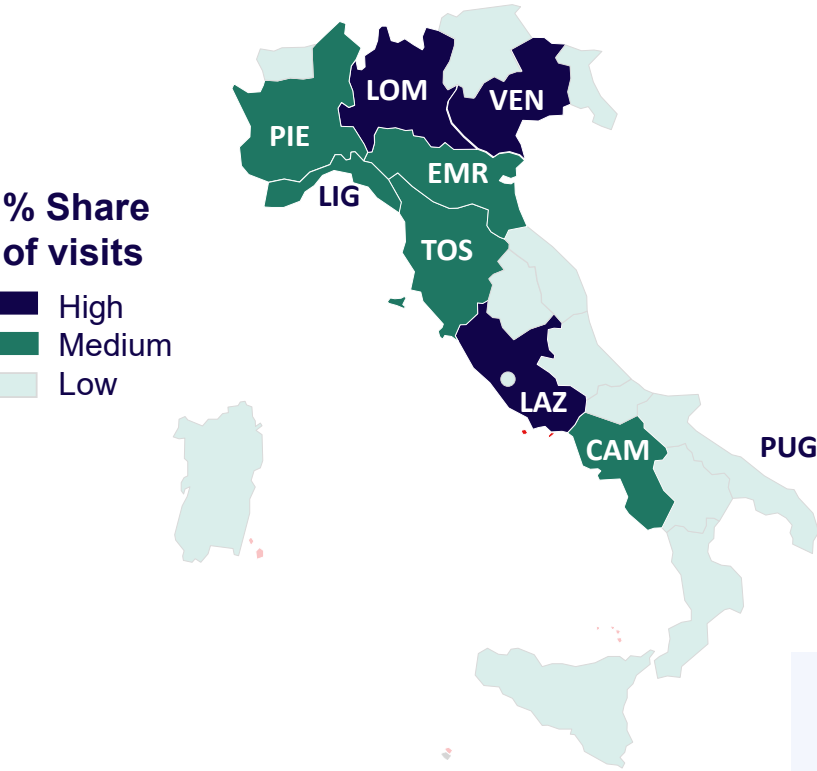 LOM
VEN
PIE
EMR
LIG
% Share
of visits
TOS
High
Medium
Low
LAZ
CAM
PUG